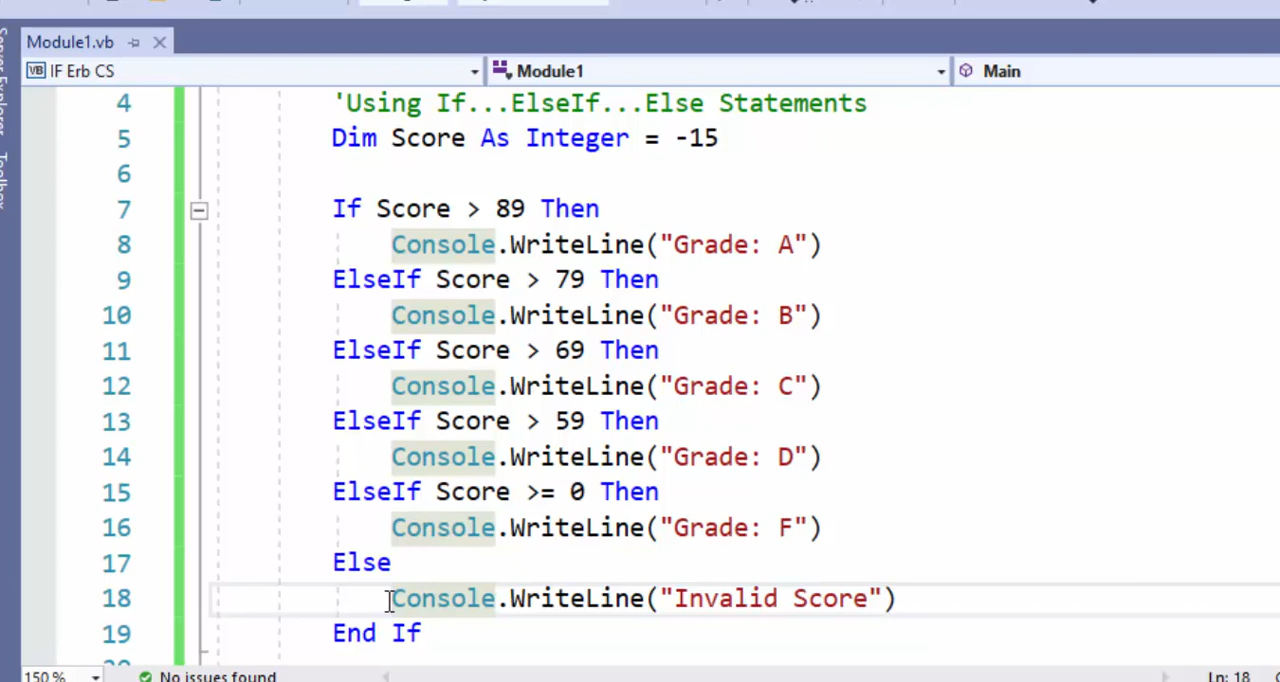 Server Explorer
Toolbox
Module1.vb
VB IF Erb CS
Module1
Main
4 'Using If...ElseIf...Else Statements
5 Dim Score As Integer = -15
6
7 If Score > 89 Then
8 Console.WriteLine("Grade: A")
9 ElseIf Score > 79 Then
10 Console.WriteLine("Grade: B")
11 ElseIf Score > 69 Then
12 Console.WriteLine("Grade: C")
13 ElseIf Score > 59 Then
14 Console.WriteLine("Grade: D")
15 ElseIf Score >= 0 Then
16 Console.WriteLine("Grade: F")
17 Else
18 Console.WriteLine("Invalid Score")
19 End If
150 %
No issues found
Ln: 18